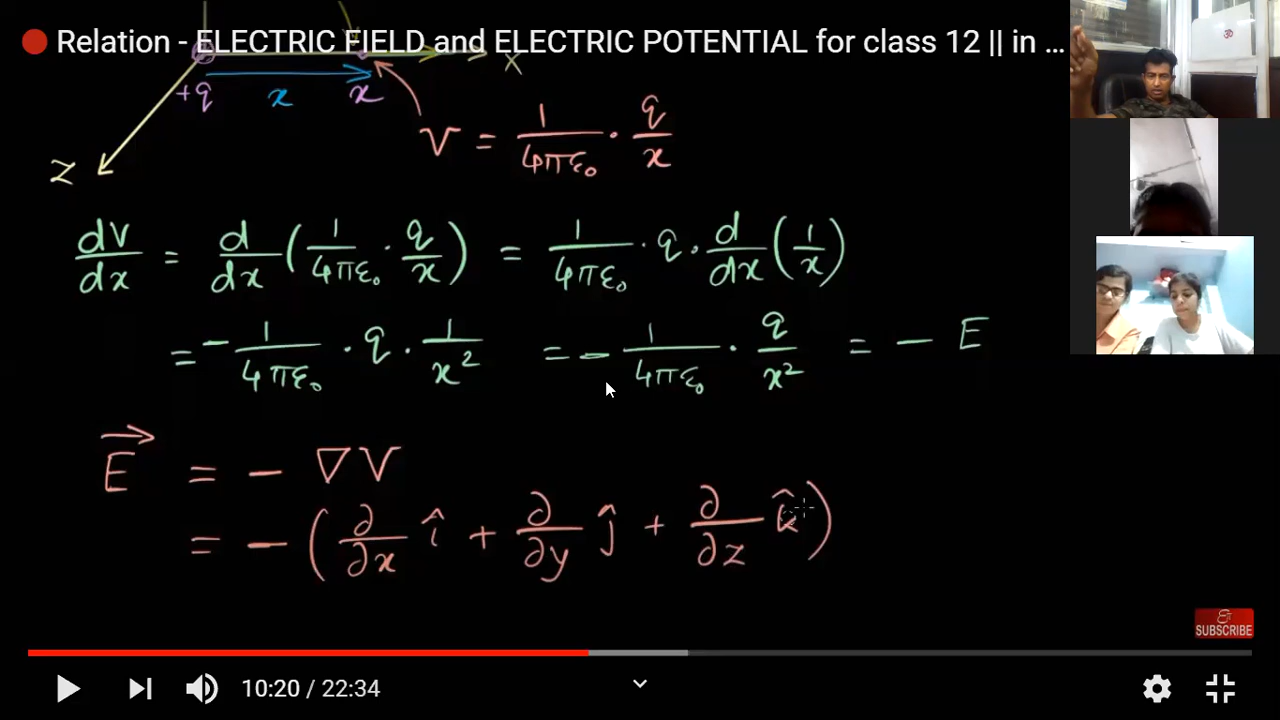 Relation - ELECTRIC FIELD and ELECTRIC POTENTIAL for class 12 || in ...
x
+q x x
V = 1/4πε₀ · q/x
Z
dV/dx = d/dx (1/4πε₀ · q/x) = 1/4πε₀ · q · d/dx (1/x)
= - 1/4πε₀ · q · 1/x² = - 1/4πε₀ · q/x² = - E
E⃗ = - ∇V
= - (∂/∂x î + ∂/∂y ĵ + ∂/∂z k̂)
SUBSCRIBE
10:20 / 22:34